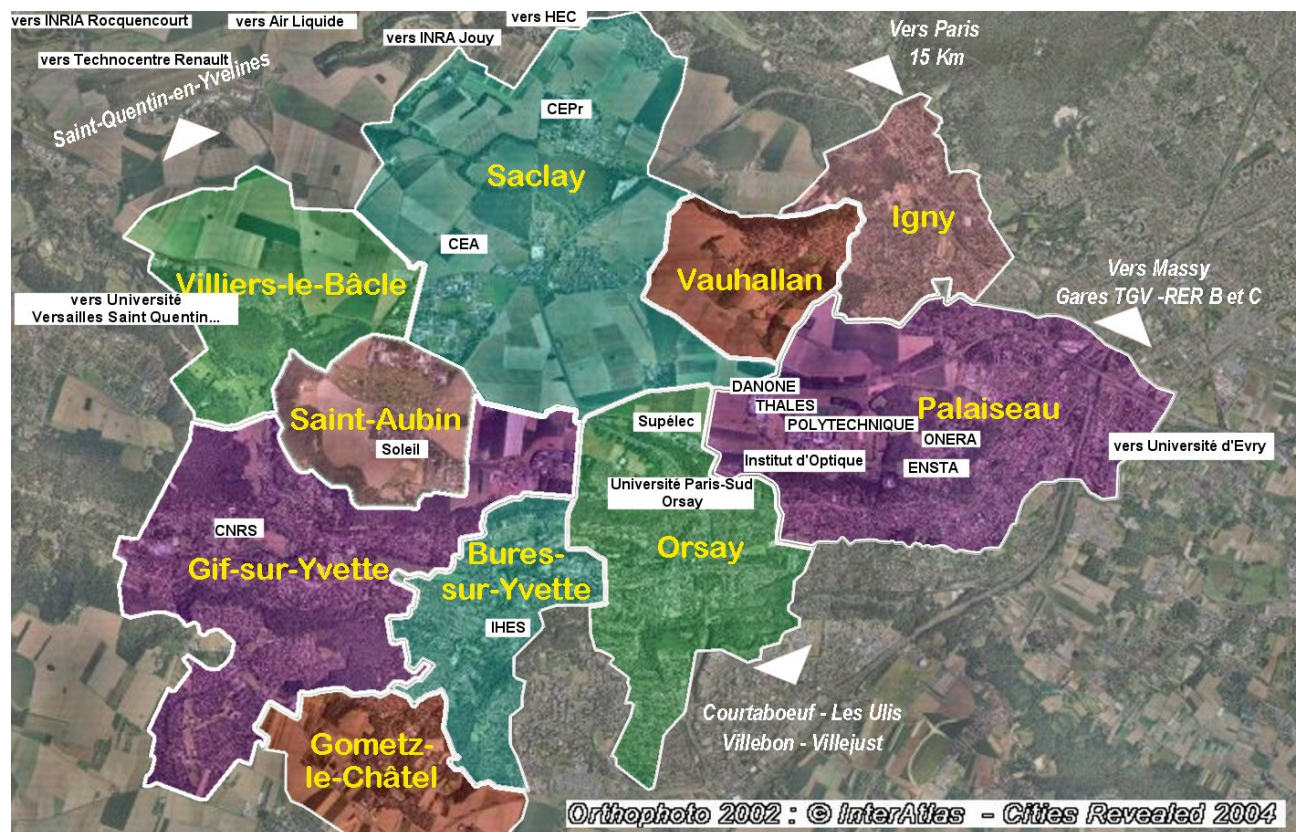 vers INRIA Rocquencourt
vers Air Liquide
vers HEC
vers INRA Jouy
vers Technocentre Renault
Saint-Quentin-en-Yvelines
Vers Paris
15 Km
CEPr
Saclay
Igny
CEA
Vauhallan
Villiers-le-Bâcle
vers Université
Versailles Saint Quentin...
Vers Massy
Gares TGV -RER B et C
DANONE
THALES
Palaiseau
Saint-Aubin
Supélec
POLYTECHNIQUE
ONERA
vers Université d'Evry
Soleil
Institut d'Optique
ENSTA
Université Paris-Sud
Orsay
CNRS
Gif-sur-Yvette
Bures-
sur-Yvette
Orsay
IHES
Courtaboeuf - Les Ulis
Villebon - Villejust
Gometz-
le-Châtel
Orthophoto 2002 : © InterAtlas - Cities Revealed 2004